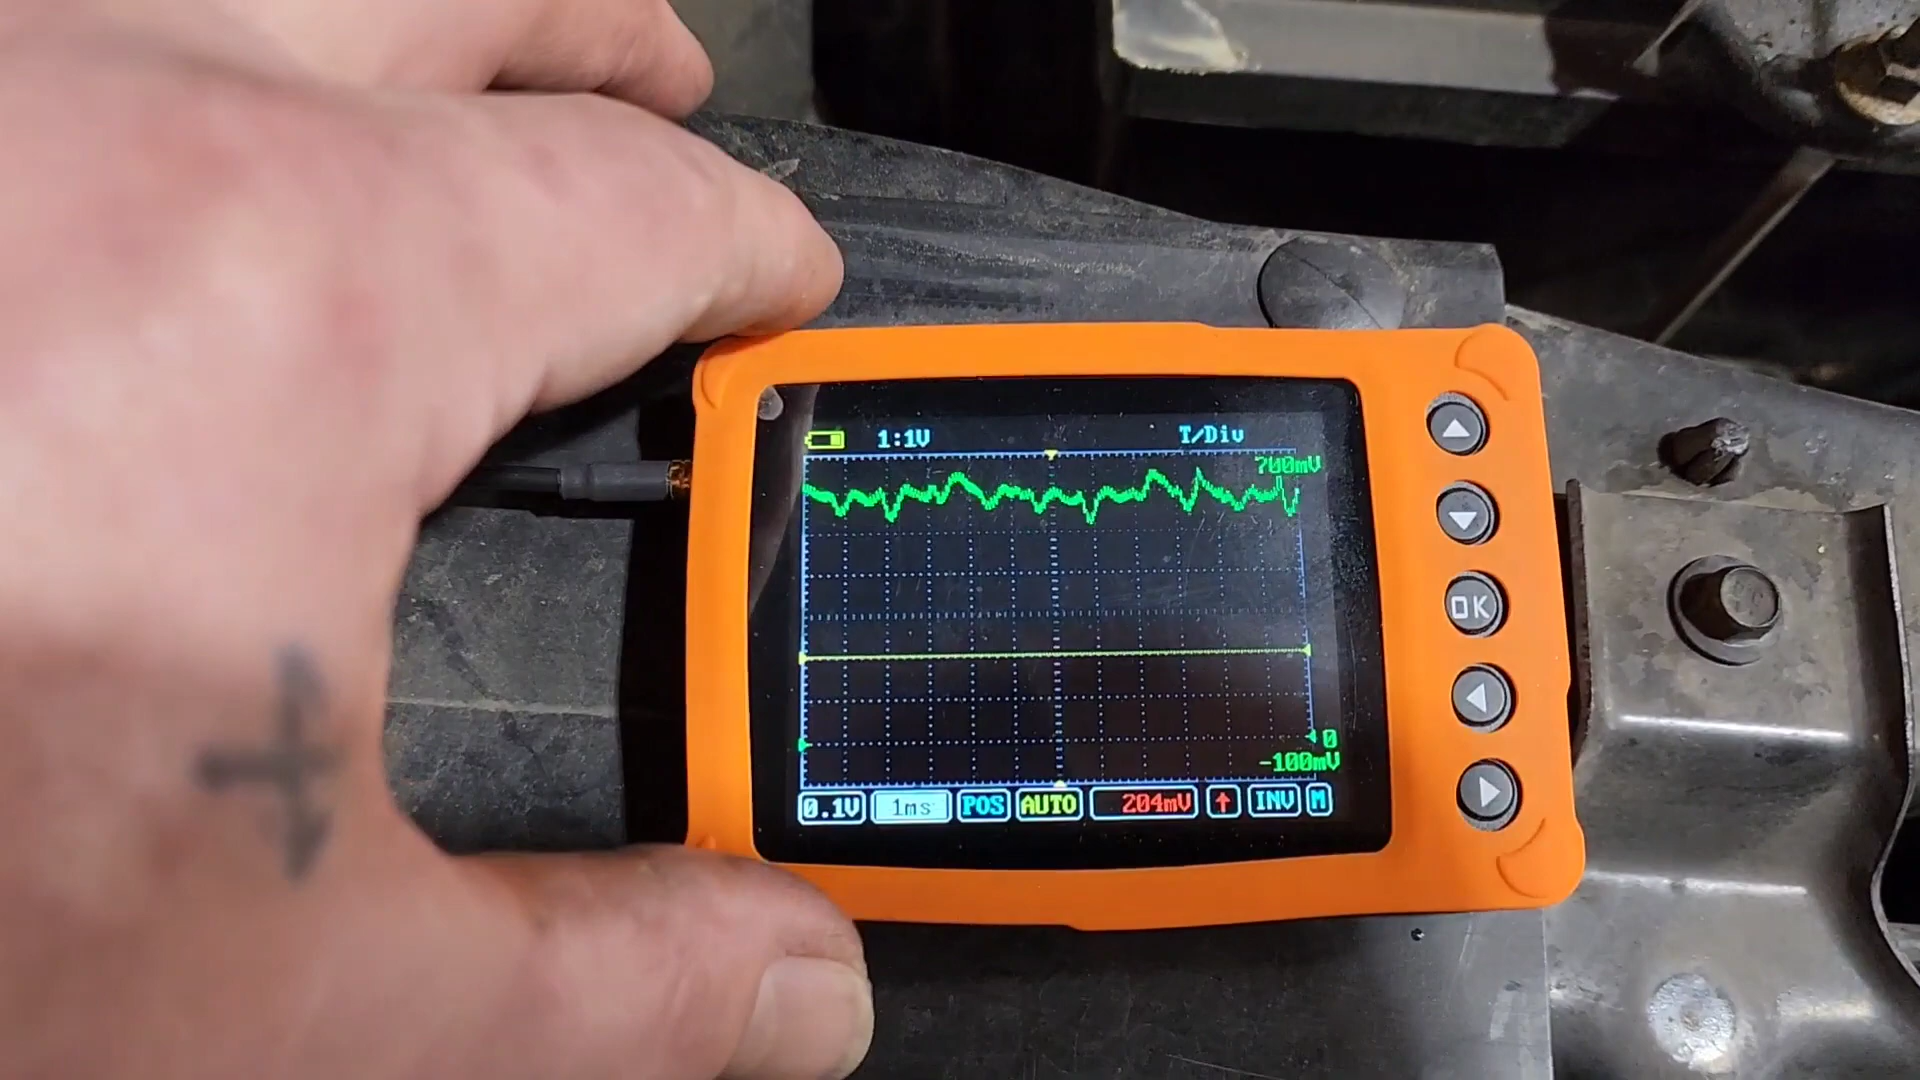 1:1V T/Div
700mV
0
-100mV
0.1V 1ms POS AUTO 204mV ↑ INV M
OK